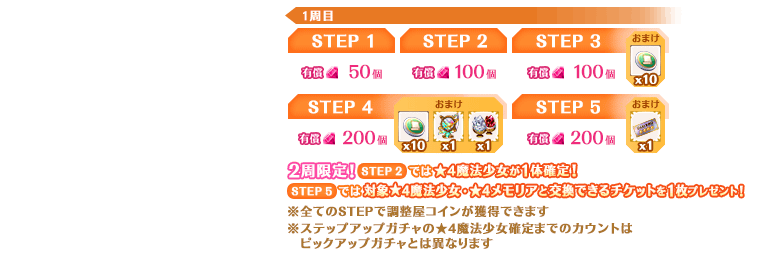 1周目
STEP 1
有償 50個
STEP 2
有償 100個
STEP 3
有償 100個
おまけ
x10
STEP 4
有償 200個
おまけ
x10 x1 x1
STEP 5
有償 200個
おまけ
x1
2周限定! STEP 2 では★4魔法少女が1体確定!
STEP 5 では対象★4魔法少女・★4メモリアと交換できるチケットを1枚プレゼント!
※全てのSTEPで調整屋コインが獲得できます
※ステップアップガチャの★4魔法少女確定までのカウントは
ピックアップガチャとは異なります